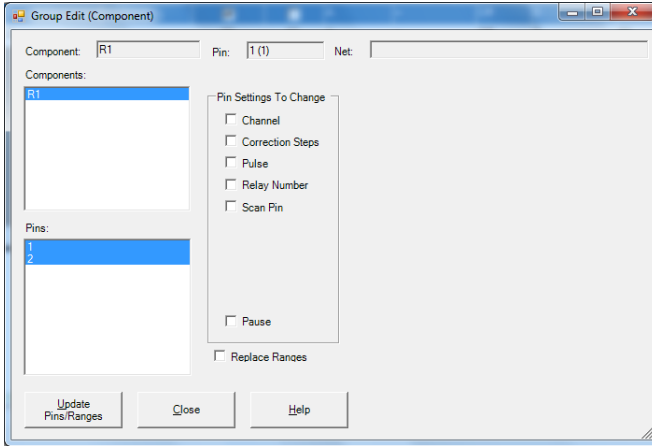 Group Edit (Component)
Component: R1 Pin: 1 (1) Net:
Components:
R1
Pin Settings To Change
Channel
Correction Steps
Pulse
Relay Number
Scan Pin
Pins:
1
2
Pause
Replace Ranges
Update
Pins/Ranges
Close
Help